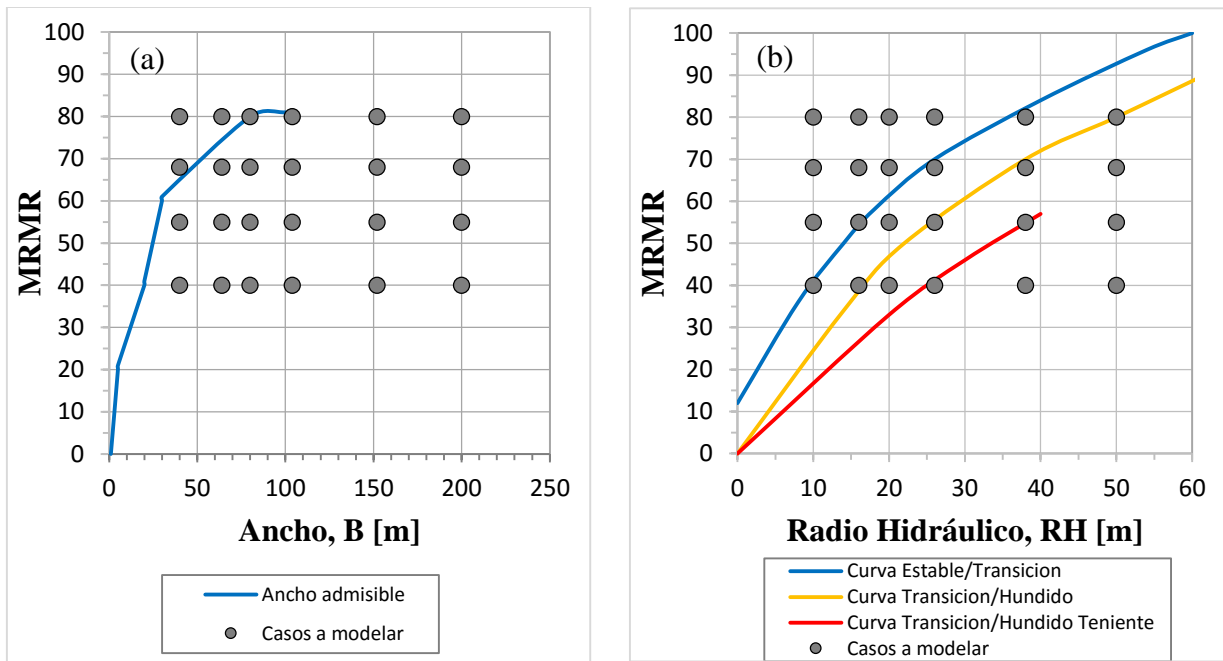 (a)
100
90
80
70
60
50
40
30
20
10
0
MRMR
0 50 100 150 200 250
Ancho, B [m]
Ancho admisible
Casos a modelar
(b)
100
90
80
70
60
50
40
30
20
10
0
MRMR
0 10 20 30 40 50 60
Radio Hidráulico, RH [m]
Curva Estable/Transicion
Curva Transicion/Hundido
Curva Transicion/Hundido Teniente
Casos a modelar